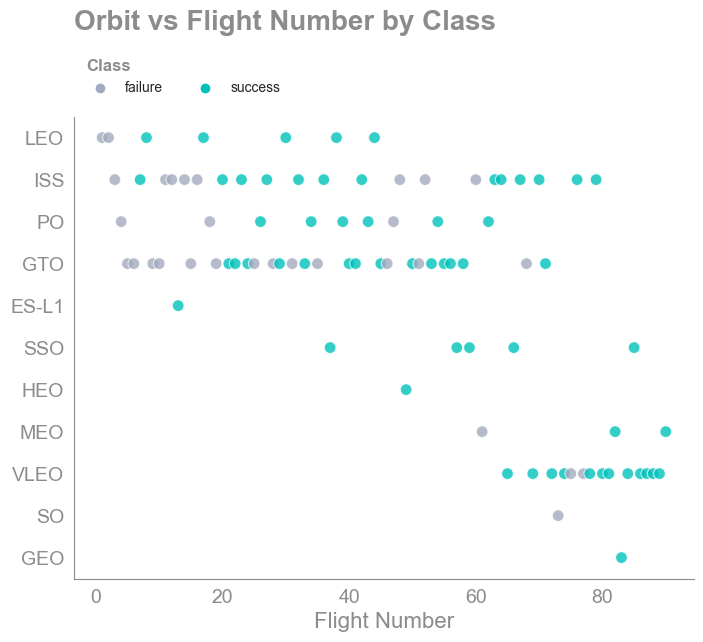 Orbit vs Flight Number by Class
Class
failure success
LEO
ISS
PO
GTO
ES-L1
SSO
HEO
MEO
VLEO
SO
GEO
0 20 40 60 80
Flight Number